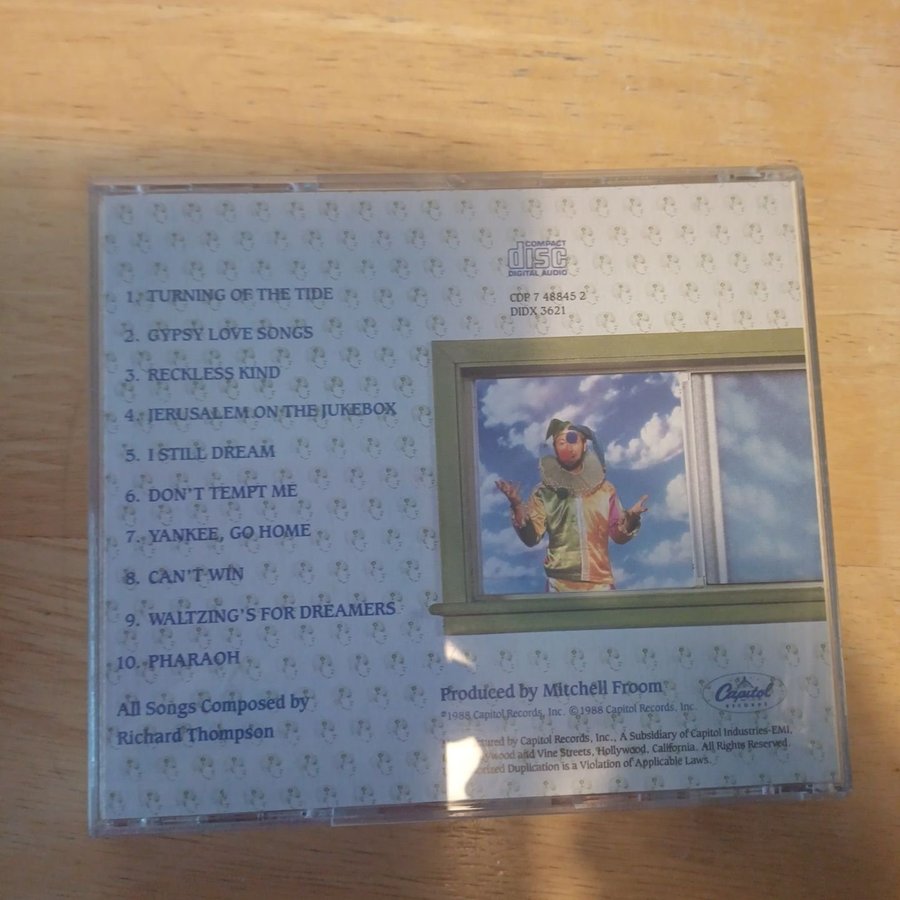 COMPACT
disc
DIGITAL AUDIO
CDP 7 48845 2
DIDX 3621
1. TURNING OF THE TIDE
2. GYPSY LOVE SONGS
3. RECKLESS KIND
4. JERUSALEM ON THE JUKEBOX
5. I STILL DREAM
6. DON'T TEMPT ME
7. YANKEE, GO HOME
8. CAN'T WIN
9. WALTZING'S FOR DREAMERS
10. PHARAOH
All Songs Composed by
Richard Thompson
Produced by Mitchell Froom
℗1988 Capitol Records, Inc. ©1988 Capitol Records, Inc.
by Capitol Records, Inc., A Subsidiary of Capitol Industries-EMI,
and Vine Streets, Hollywood, California. All Rights Reserved.
Duplication is a Violation of Applicable Laws.
Capitol
RECORDS